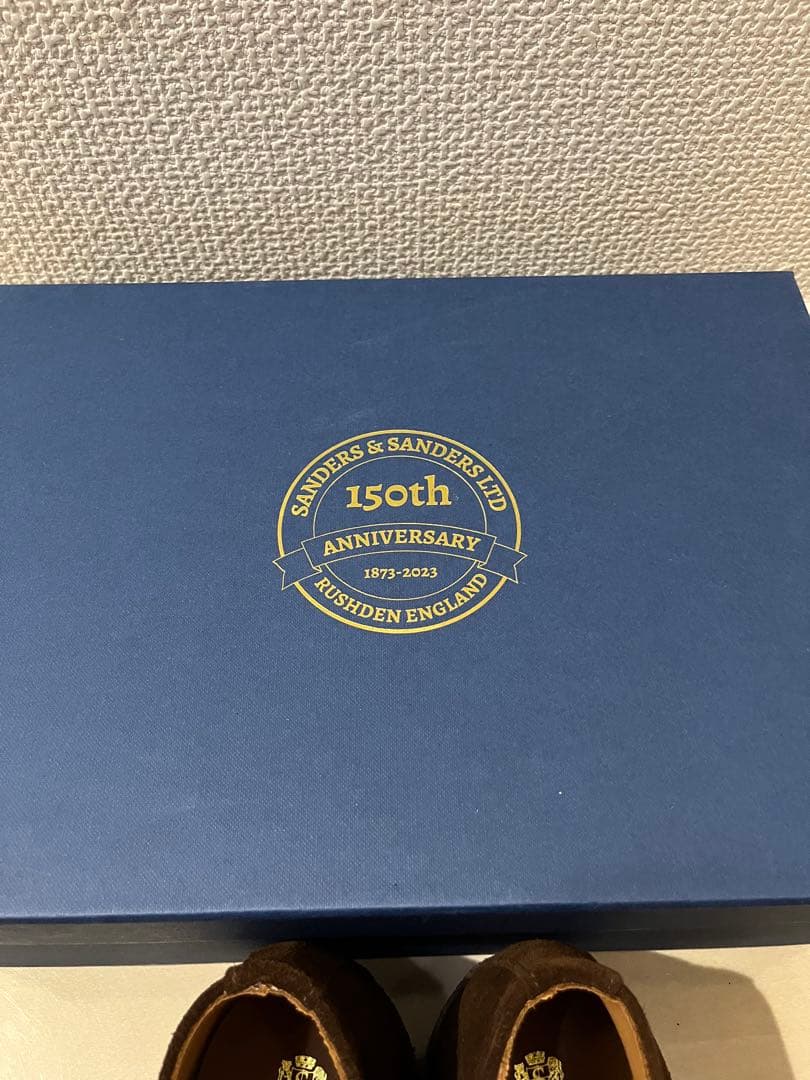 SANDERS & SANDERS LTD
150th
ANNIVERSARY
1873-2023
RUSHDEN ENGLAND